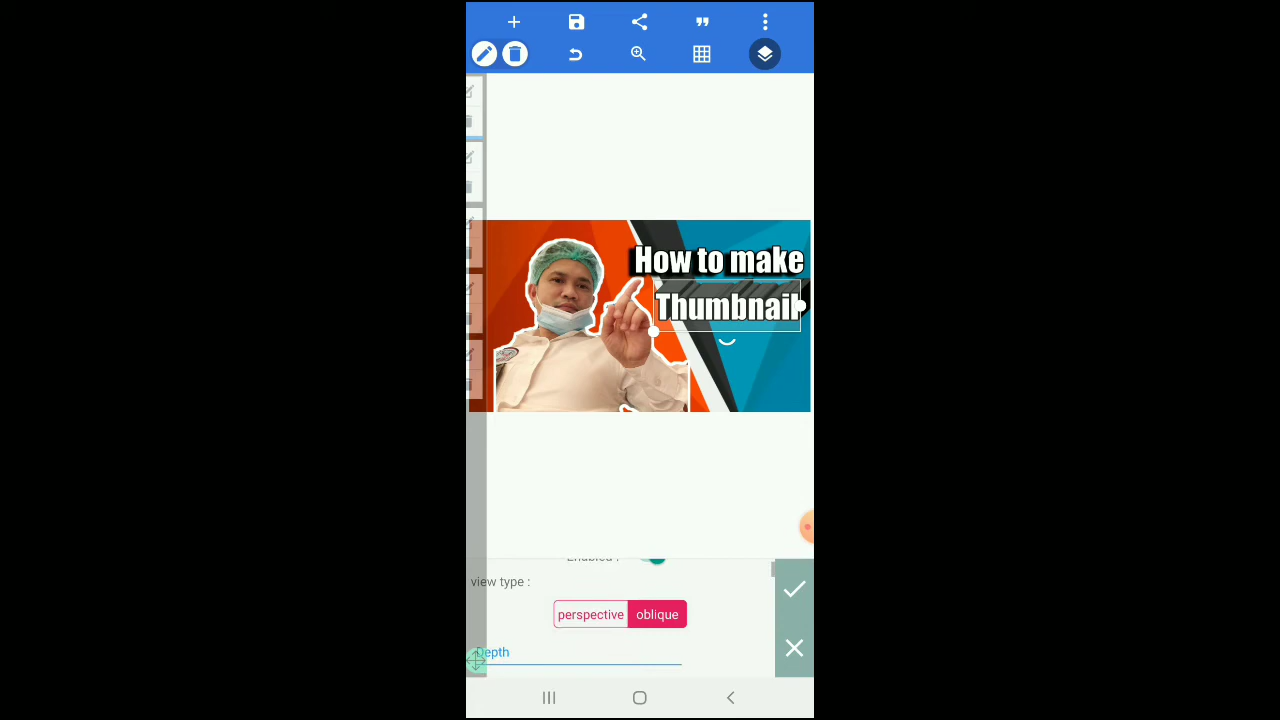 How to make
Thumbnail
Enabled :
view type :
perspective
oblique
Depth